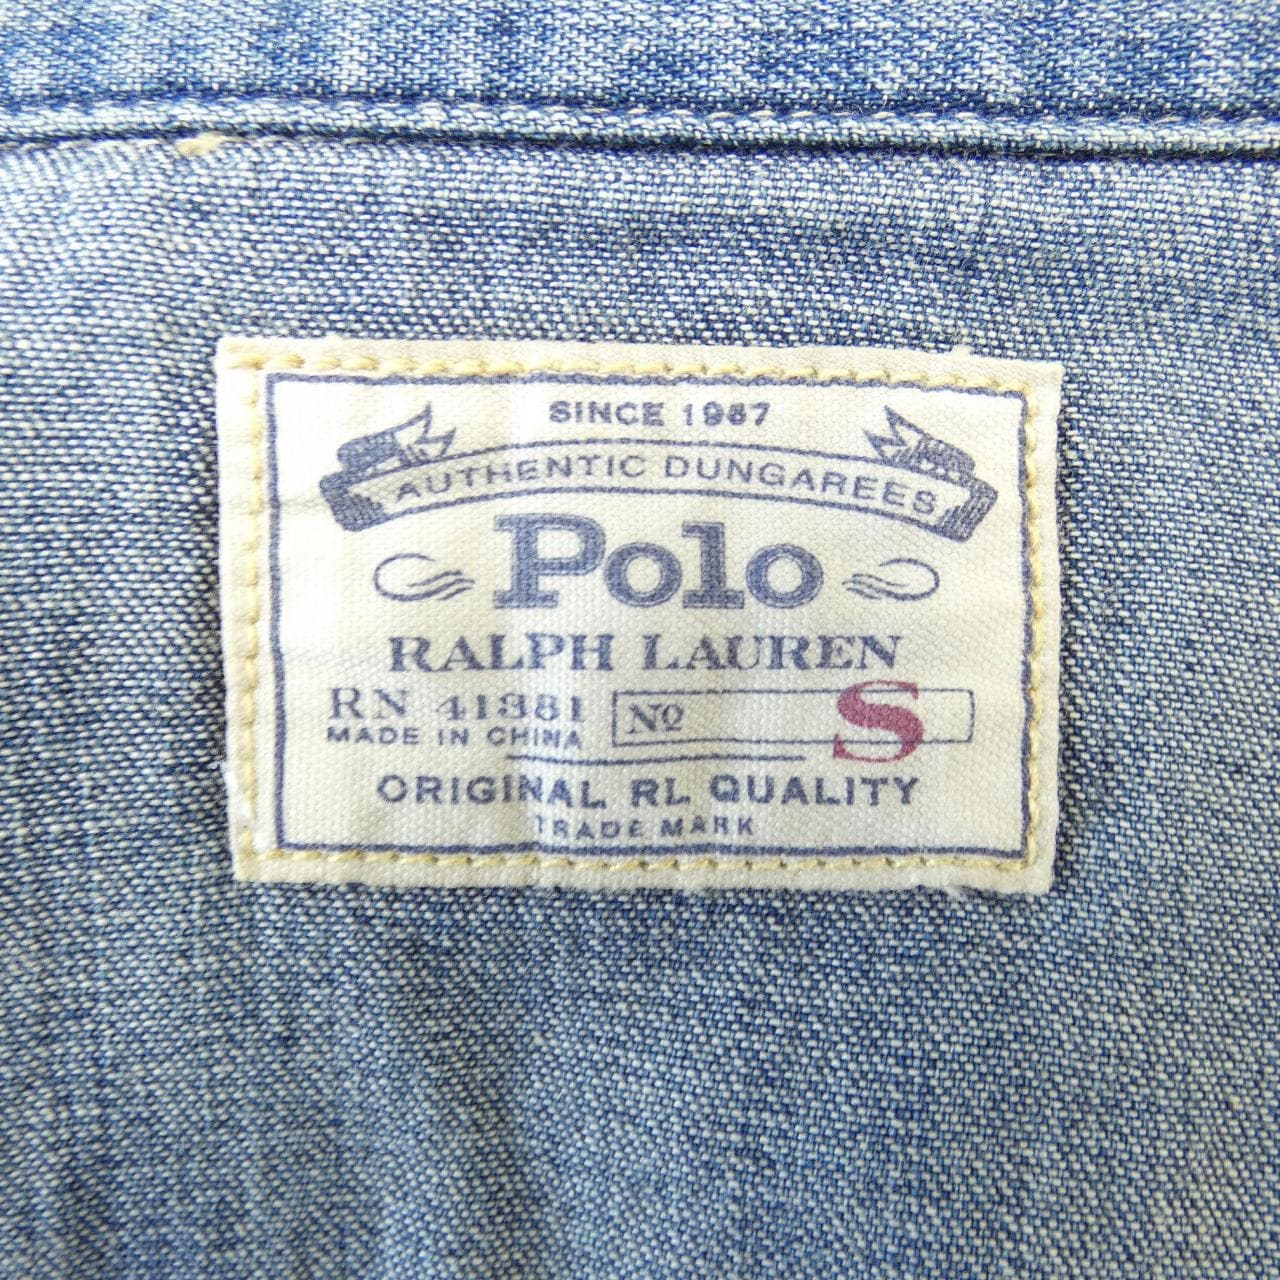 SINCE 1967
AUTHENTIC DUNGAREES
Polo
RALPH LAUREN
RN 41381
MADE IN CHINA
No S
ORIGINAL RL QUALITY
TRADE MARK